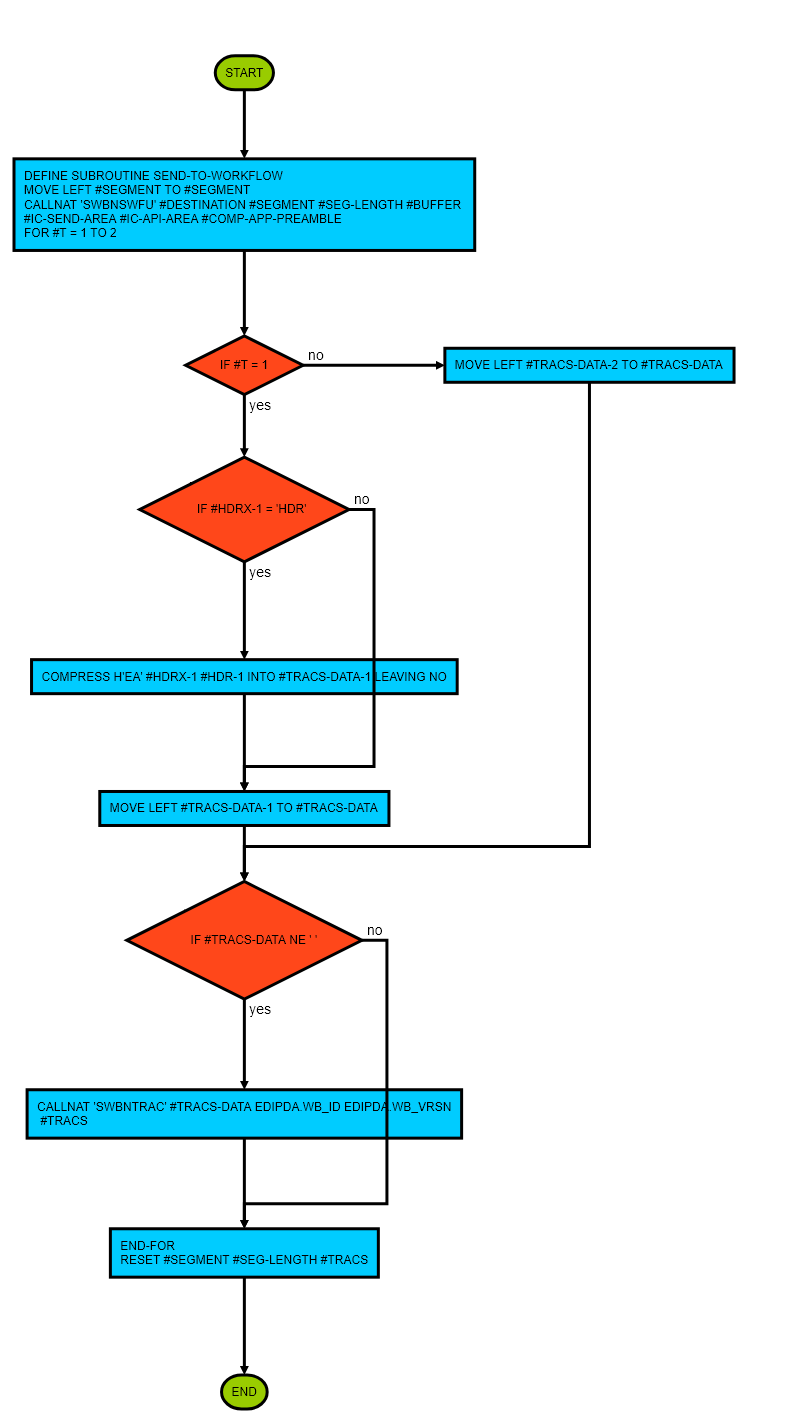 START
DEFINE SUBROUTINE SEND-TO-WORKFLOW
MOVE LEFT #SEGMENT TO #SEGMENT
CALLNAT 'SWBNSWFU' #DESTINATION #SEGMENT #SEG-LENGTH #BUFFER
#IC-SEND-AREA #IC-API-AREA #COMP-APP-PREAMBLE
FOR #T = 1 TO 2
IF #T = 1
no
MOVE LEFT #TRACS-DATA-2 TO #TRACS-DATA
yes
IF #HDRX-1 = 'HDR'
no
yes
COMPRESS H'EA' #HDRX-1 #HDR-1 INTO #TRACS-DATA-1 LEAVING NO
MOVE LEFT #TRACS-DATA-1 TO #TRACS-DATA
IF #TRACS-DATA NE ' '
no
yes
CALLNAT 'SWBNTRAC' #TRACS-DATA EDIPDA.WB_ID EDIPDA.WB_VRSN
#TRACS
END-FOR
RESET #SEGMENT #SEG-LENGTH #TRACS
END